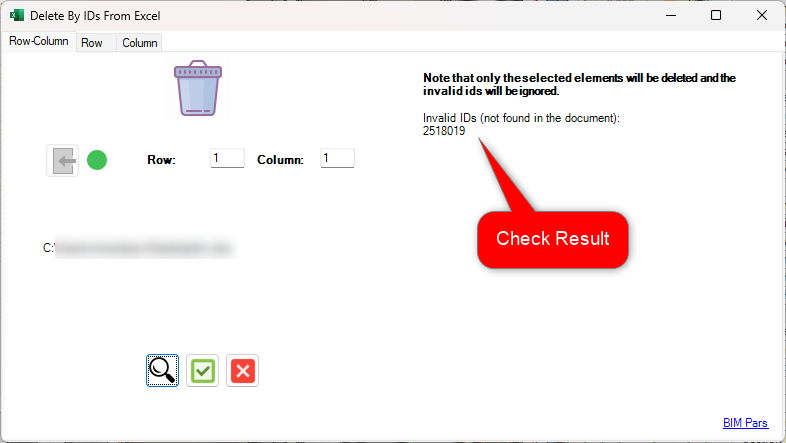 Delete By IDs From Excel
Row-Column Row Column
Note that only the selected elements will be deleted and the
invalid ids will be ignored.
Invalid IDs (not found in the document):
2518019
Row: 1 Column: 1
Check Result
C:\
BIM Pars